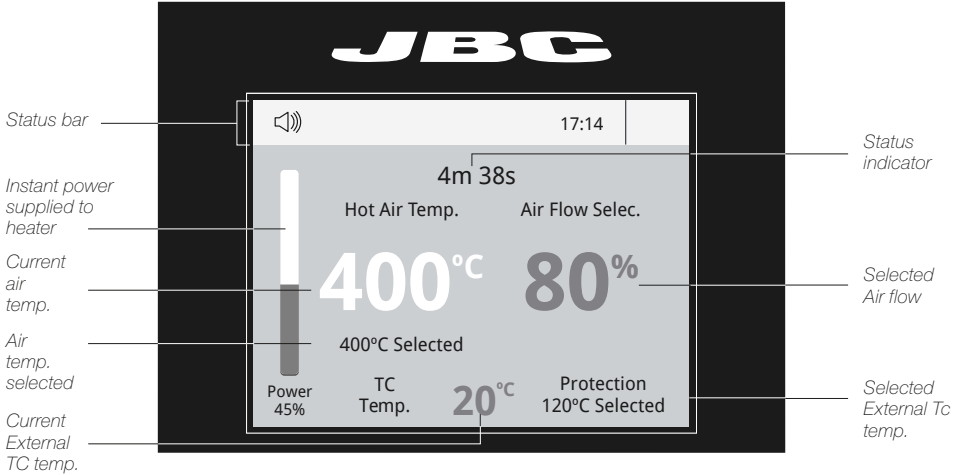 JBC
Status bar
17:14
Status
indicator
4m 38s
Instant power
supplied to
heater
Hot Air Temp.
Air Flow Selec.
Current
air
temp.
400ºC
80%
Selected
Air flow
Air
temp.
selected
400ºC Selected
Power
45%
TC
Temp.
20ºC
Protection
120ºC Selected
Selected
External Tc
temp.
Current
External
TC temp.